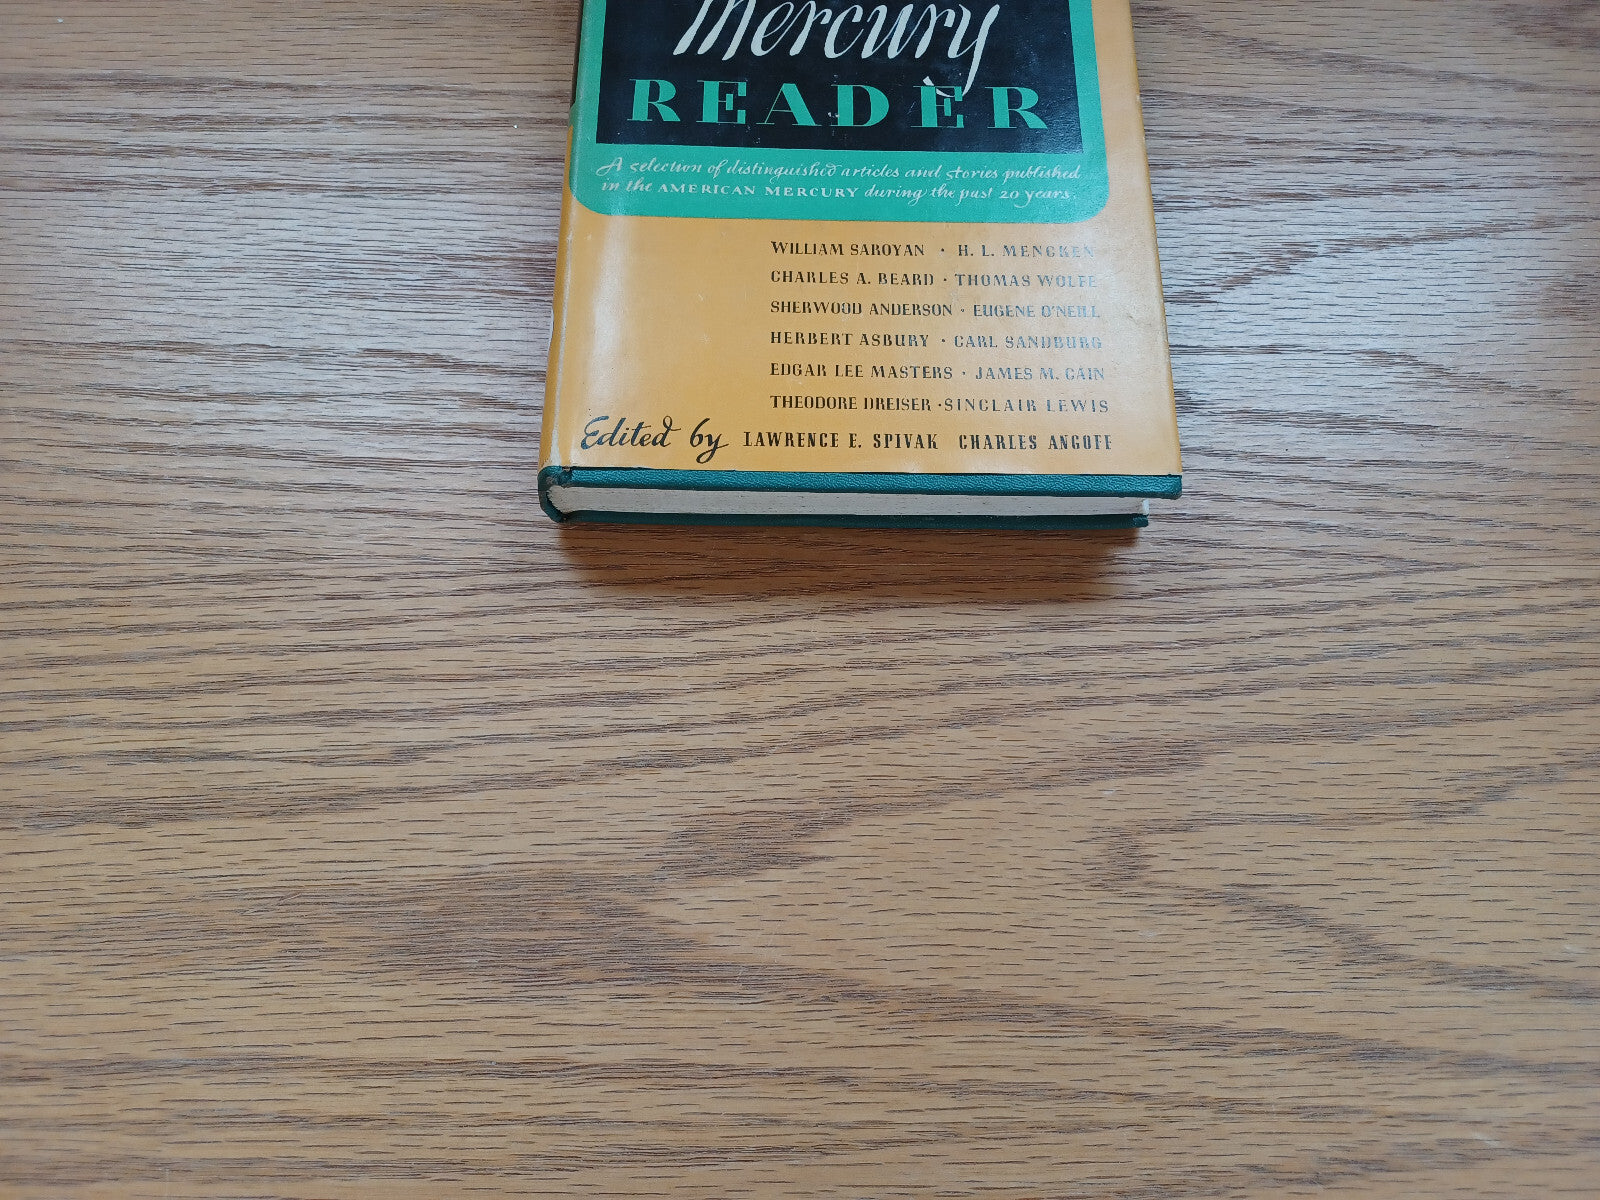 Mercury
READER
A selection of distinguished articles and stories published
in the AMERICAN MERCURY during the past 20 years.
WILLIAM SAROYAN · H. L. MENCKEN
CHARLES A. BEARD · THOMAS WOLFE
SHERWOOD ANDERSON · EUGENE O'NEILL
HERBERT ASBURY · CARL SANDBURG
EDGAR LEE MASTERS · JAMES M. CAIN
THEODORE DREISER · SINCLAIR LEWIS
Edited by LAWRENCE E. SPIVAK CHARLES ANGOFF